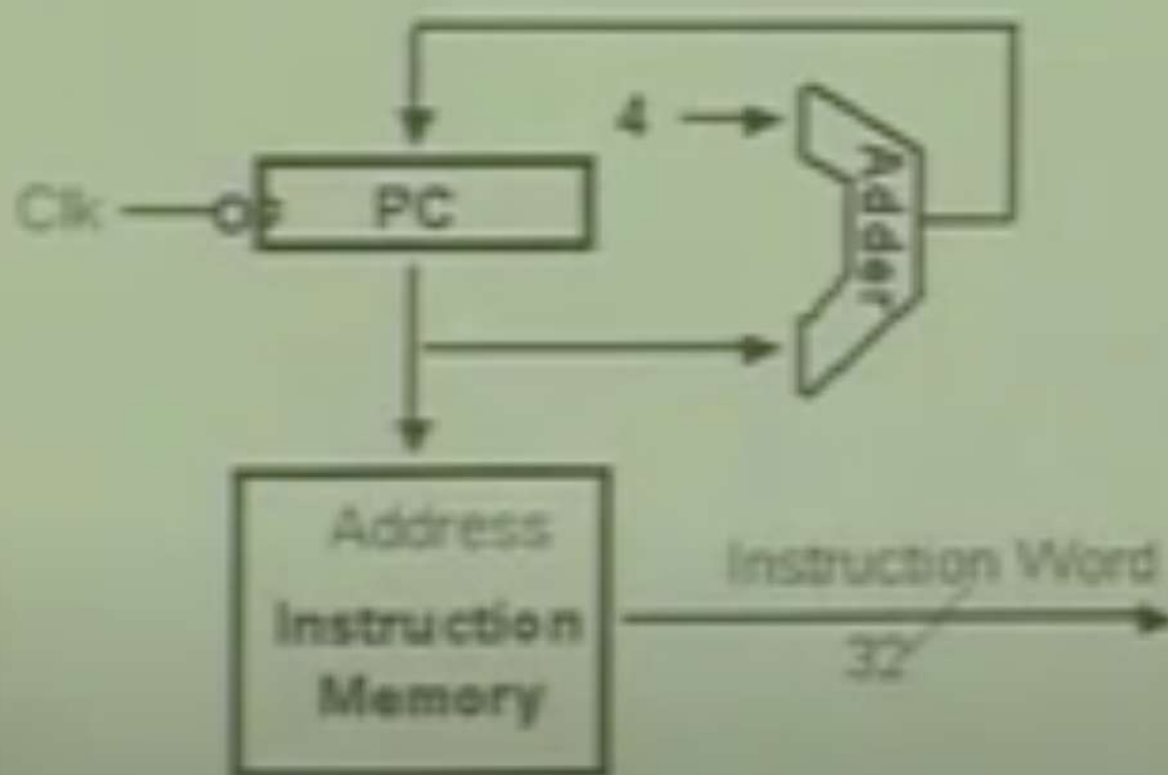 4
Clk
PC
Adder
Address
Instruction
Memory
Instruction Word
32